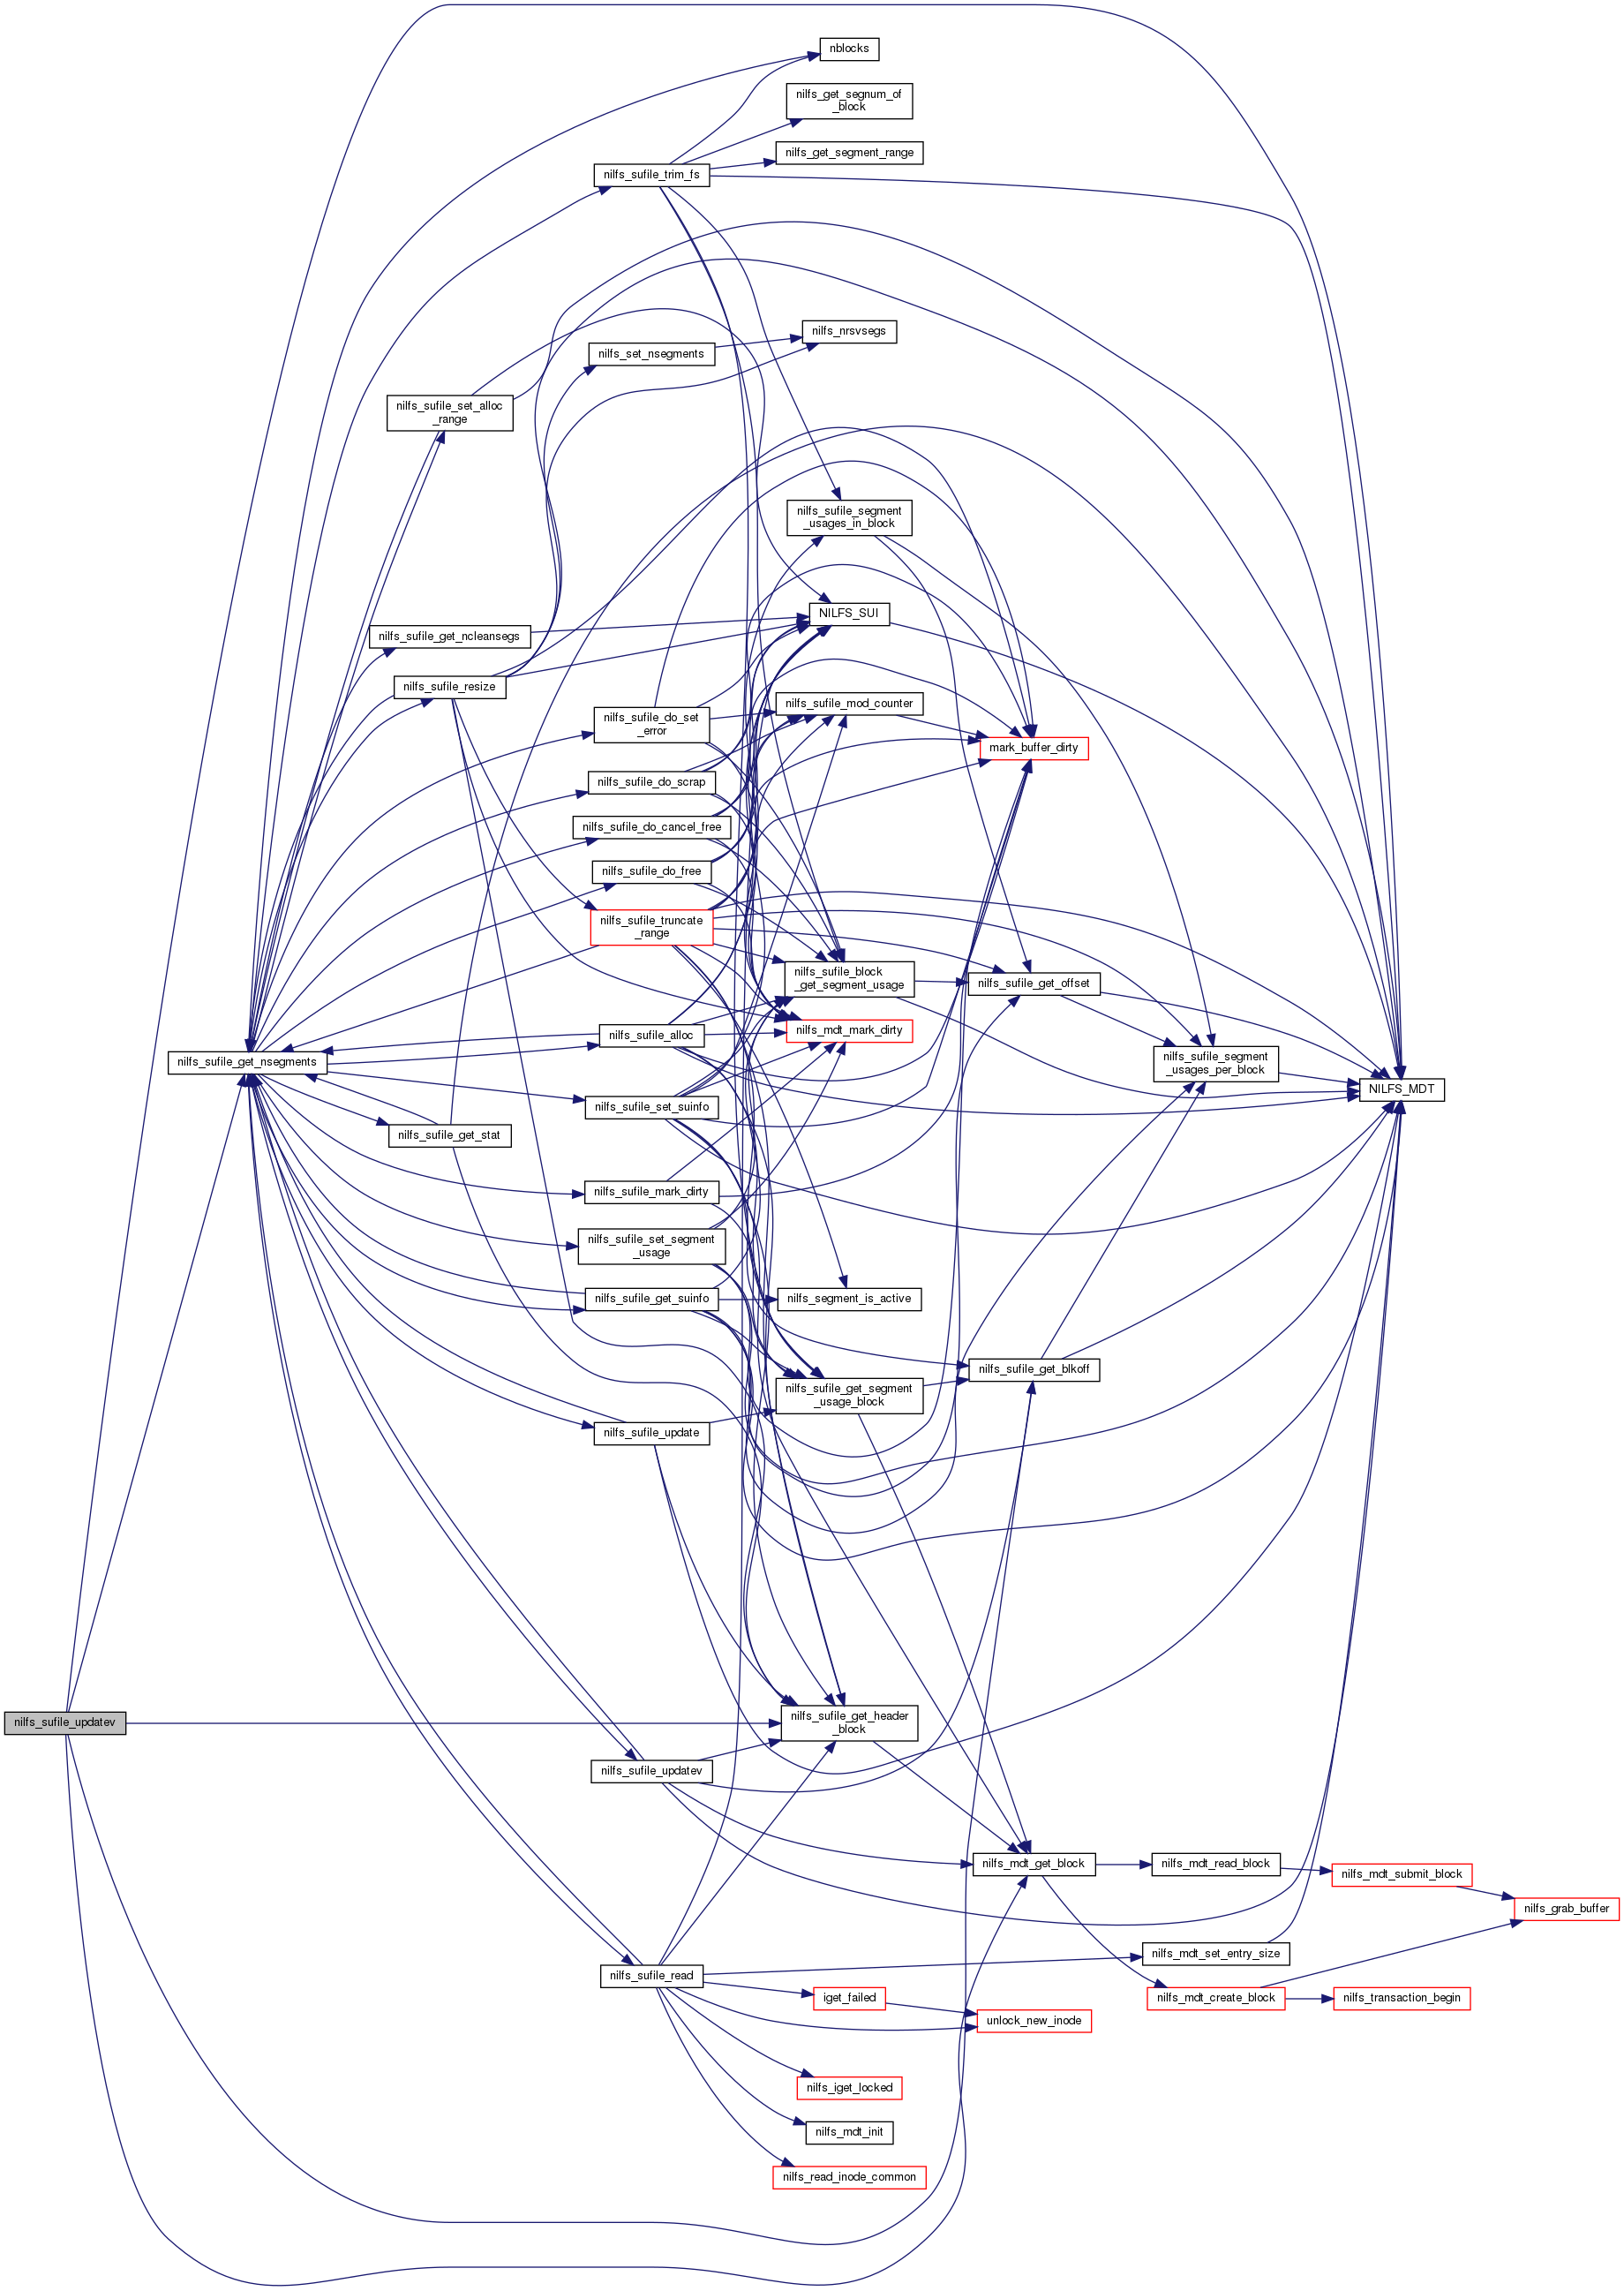 nblocks
nilfs_get_segnum_of
_block
nilfs_get_segment_range
nilfs_sufile_trim_fs
nilfs_nrsvsegs
nilfs_set_nsegments
nilfs_sufile_set_alloc
_range
nilfs_sufile_segment
_usages_in_block
NILFS_SUI
nilfs_sufile_get_ncleansegs
nilfs_sufile_resize
nilfs_sufile_mod_counter
nilfs_sufile_do_set
_error
mark_buffer_dirty
nilfs_sufile_do_scrap
nilfs_sufile_do_cancel_free
nilfs_sufile_do_free
nilfs_sufile_truncate
_range
nilfs_sufile_block
_get_segment_usage
nilfs_sufile_get_offset
nilfs_mdt_mark_dirty
nilfs_sufile_alloc
nilfs_sufile_get_nsegments
nilfs_sufile_segment
_usages_per_block
NILFS_MDT
nilfs_sufile_set_suinfo
nilfs_sufile_get_stat
nilfs_sufile_mark_dirty
nilfs_sufile_set_segment
_usage
nilfs_sufile_get_suinfo
nilfs_segment_is_active
nilfs_sufile_get_blkoff
nilfs_sufile_get_segment
_usage_block
nilfs_sufile_update
nilfs_sufile_updatev
nilfs_sufile_get_header
_block
nilfs_sufile_updatev
nilfs_mdt_get_block
nilfs_mdt_read_block
nilfs_mdt_submit_block
nilfs_grab_buffer
nilfs_mdt_set_entry_size
nilfs_sufile_read
iget_failed
nilfs_mdt_create_block
nilfs_transaction_begin
unlock_new_inode
nilfs_iget_locked
nilfs_mdt_init
nilfs_read_inode_common